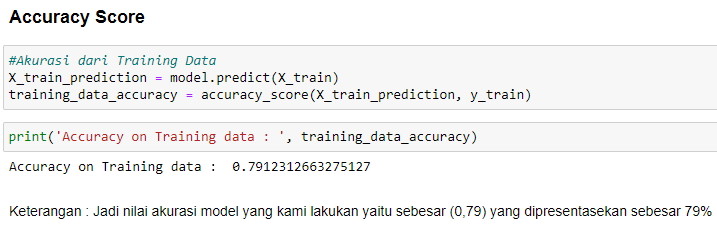 Accuracy Score
#Akurasi dari Training Data
X_train_prediction = model.predict(X_train)
training_data_accuracy = accuracy_score(X_train_prediction, y_train)
print('Accuracy on Training data : ', training_data_accuracy)
Accuracy on Training data :  0.7912312663275127
Keterangan : Jadi nilai akurasi model yang kami lakukan yaitu sebesar (0,79) yang dipresentasekan sebesar 79%